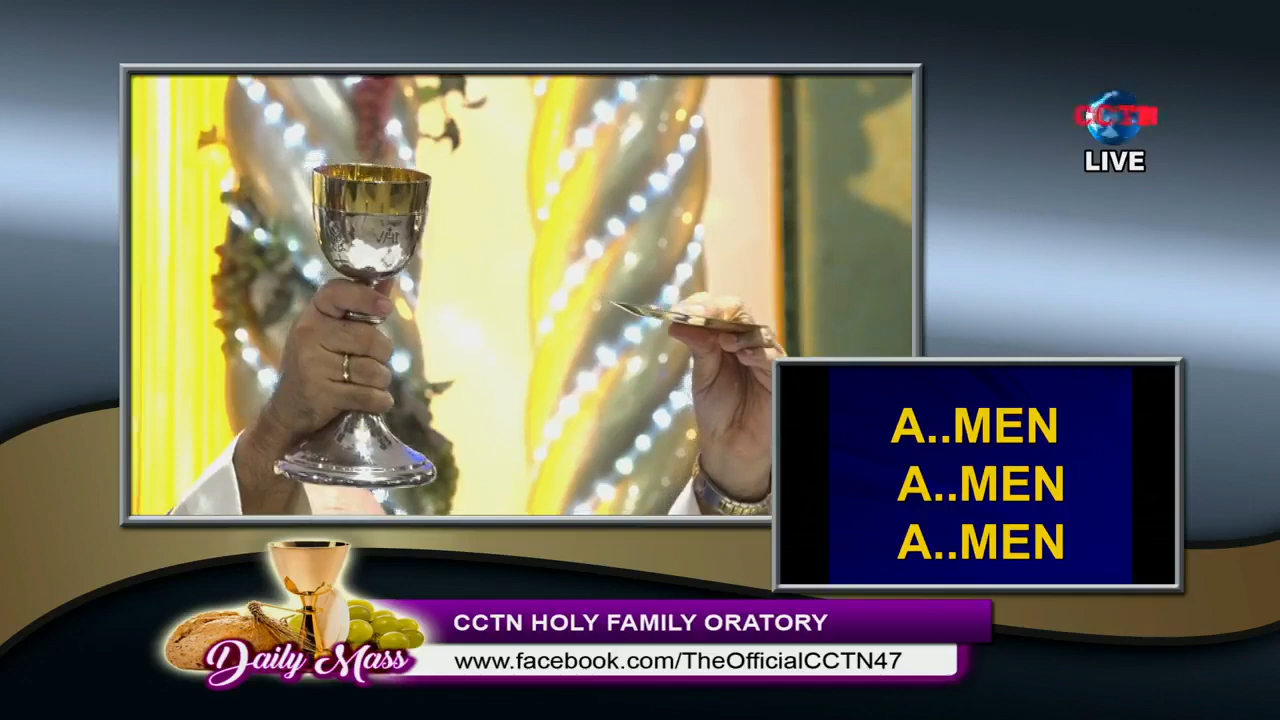 CCTN
LIVE
A..MEN
A..MEN
A..MEN
CCTN HOLY FAMILY ORATORY
Daily Mass
www.facebook.com/TheOfficialCCTN47